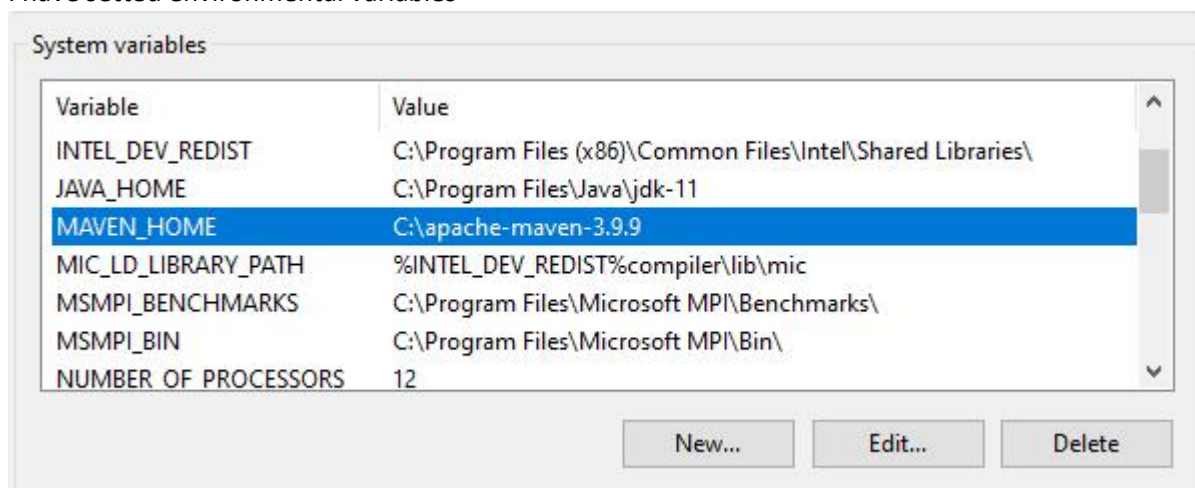 System variables
Variable Value
INTEL_DEV_REDIST C:\Program Files (x86)\Common Files\Intel\Shared Libraries\
JAVA_HOME C:\Program Files\Java\jdk-11
MAVEN_HOME C:\apache-maven-3.9.9
MIC_LD_LIBRARY_PATH %INTEL_DEV_REDIST%compiler\lib\mic
MSMPI_BENCHMARKS C:\Program Files\Microsoft MPI\Benchmarks\
MSMPI_BIN C:\Program Files\Microsoft MPI\Bin\
NUMBER_OF_PROCESSORS 12
New... Edit... Delete